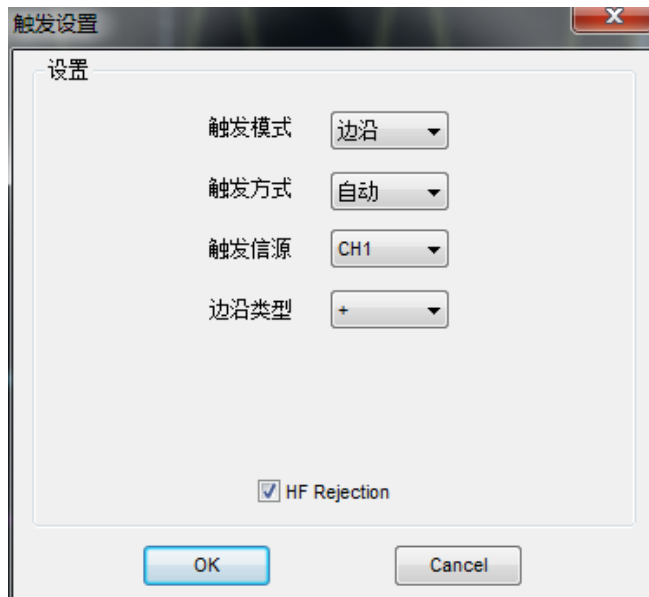 触发设置
设置
触发模式 边沿
触发方式 自动
触发信源 CH1
边沿类型 +
HF Rejection
OK Cancel